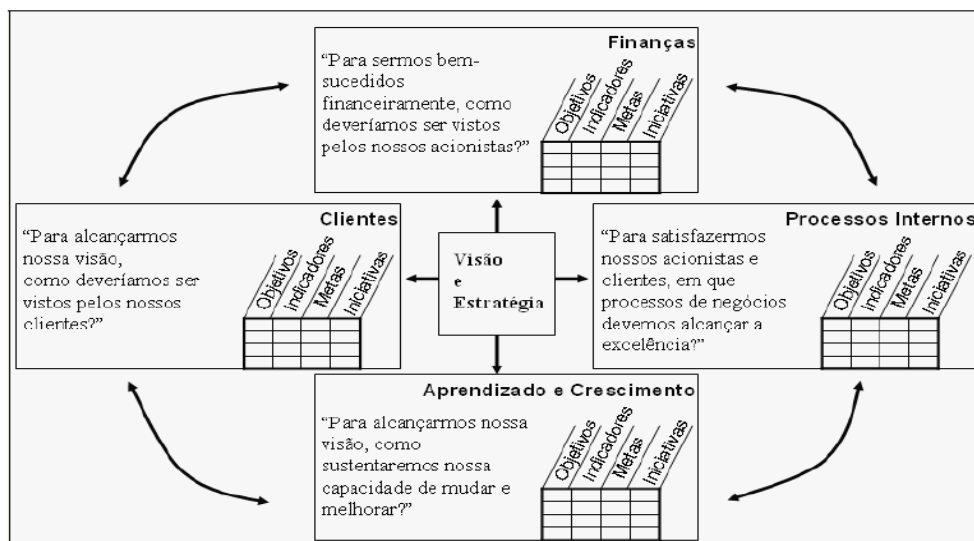 Finanças
“Para sermos bem-
sucedidos
financeiramente, como
deveríamos ser vistos
pelos nossos acionistas?”
Objetivos
Indicadores
Metas
Iniciativas
Clientes
“Para alcançarmos
nossa visão,
como deveríamos ser
vistos pelos nossos
clientes?”
Objetivos
Indicadores
Metas
Iniciativas
Visão
e
Estratégia
Processos Internos
“Para satisfazermos
nossos acionistas e
clientes, em que
processos de negócios
devemos alcançar a
excelência?”
Objetivos
Indicadores
Metas
Iniciativas
Aprendizado e Crescimento
“Para alcançarmos nossa
visão, como
sustentaremos nossa
capacidade de mudar e
melhorar?”
Objetivos
Indicadores
Metas
Iniciativas